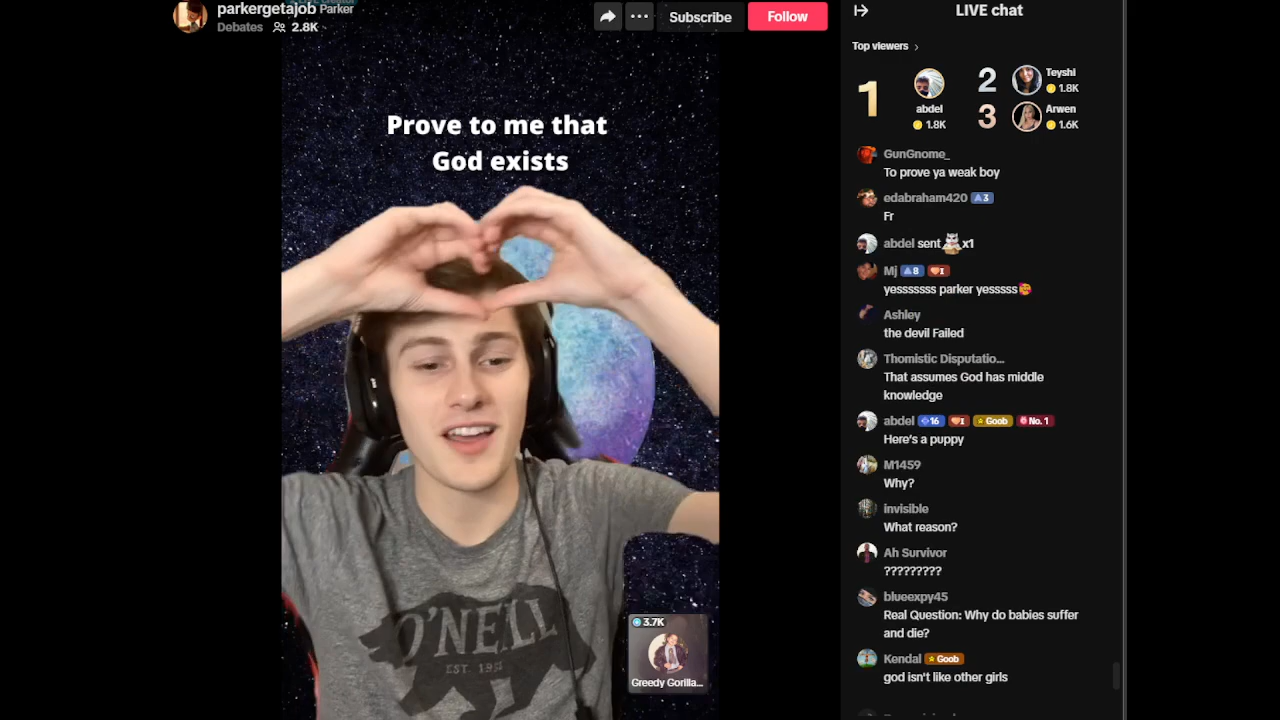 parkergetajob Parker
Debates 2.8K
Subscribe
Follow
Prove to me that
God exists
O'NEILL
EST. 1952
3.7K
Greedy Gorilla...
LIVE chat
Top viewers
1
abdel
1.8K
2
Teyshi
1.8K
3
Arwen
1.6K
GunGnome_
To prove ya weak boy
edabraham420 3
Fr
abdel sent x1
Mj 8 I
yesssssss parker yesssss
Ashley
the devil Failed
Thomistic Disputatio...
That assumes God has middle
knowledge
abdel 16 I Goob No. 1
Here's a puppy
M1459
Why?
invisible
What reason?
Ah Survivor
?????????
blueexpy45
Real Question: Why do babies suffer
and die?
Kendal Goob
god isn't like other girls